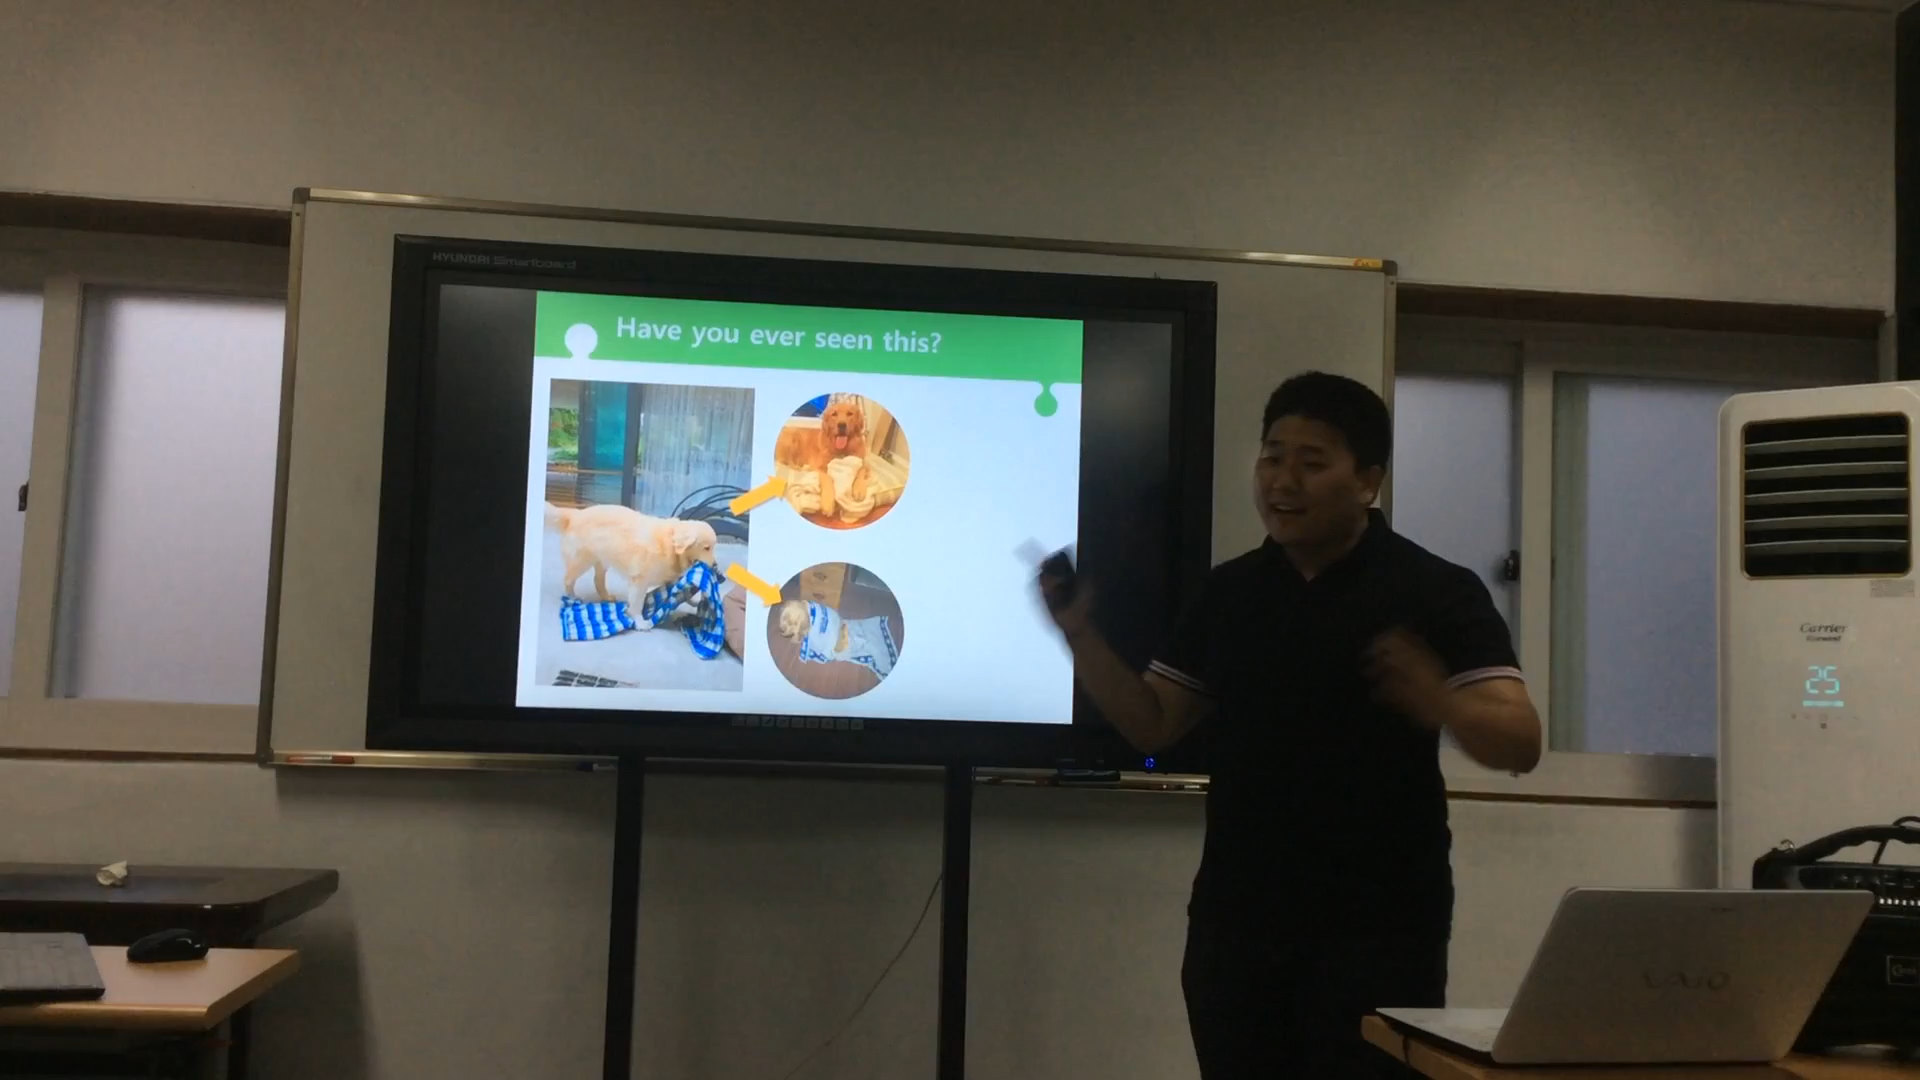 HYUNDAI Smartboard
Have you ever seen this?
Carrier
25
VAIO